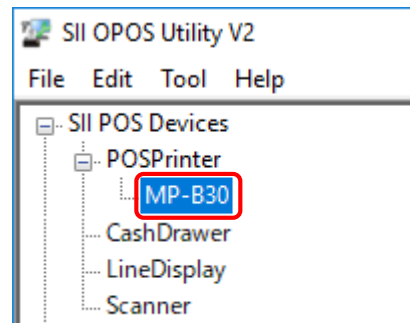 SII OPOS Utility V2
File Edit Tool Help
SII POS Devices
POSPrinter
MP-B30
CashDrawer
LineDisplay
Scanner